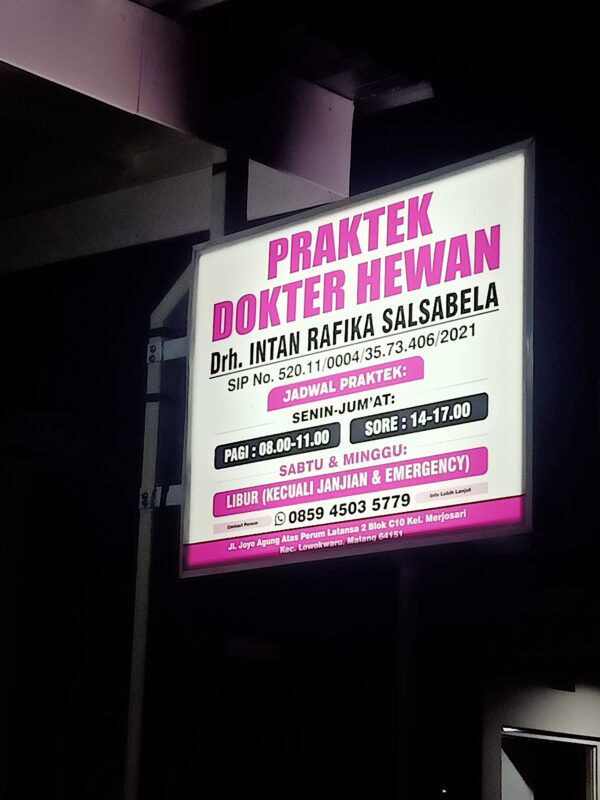 PRAKTEK
DOKTER HEWAN
Drh. INTAN RAFIKA SALSABELA
SIP No. 520.11/0004/35.73.406/2021
JADWAL PRAKTEK:
SENIN-JUM'AT:
PAGI : 08.00-11.00 SORE : 14-17.00
SABTU & MINGGU:
LIBUR (KECUALI JANJIAN & EMERGENCY)
Contact Person 0859 4503 5779 Info Lebih Lanjut
Jl. Joyo Agung Atas Perum Latansa 2 Blok C10 Kel. Merjosari
Kec. Lowokwaru, Malang 64151